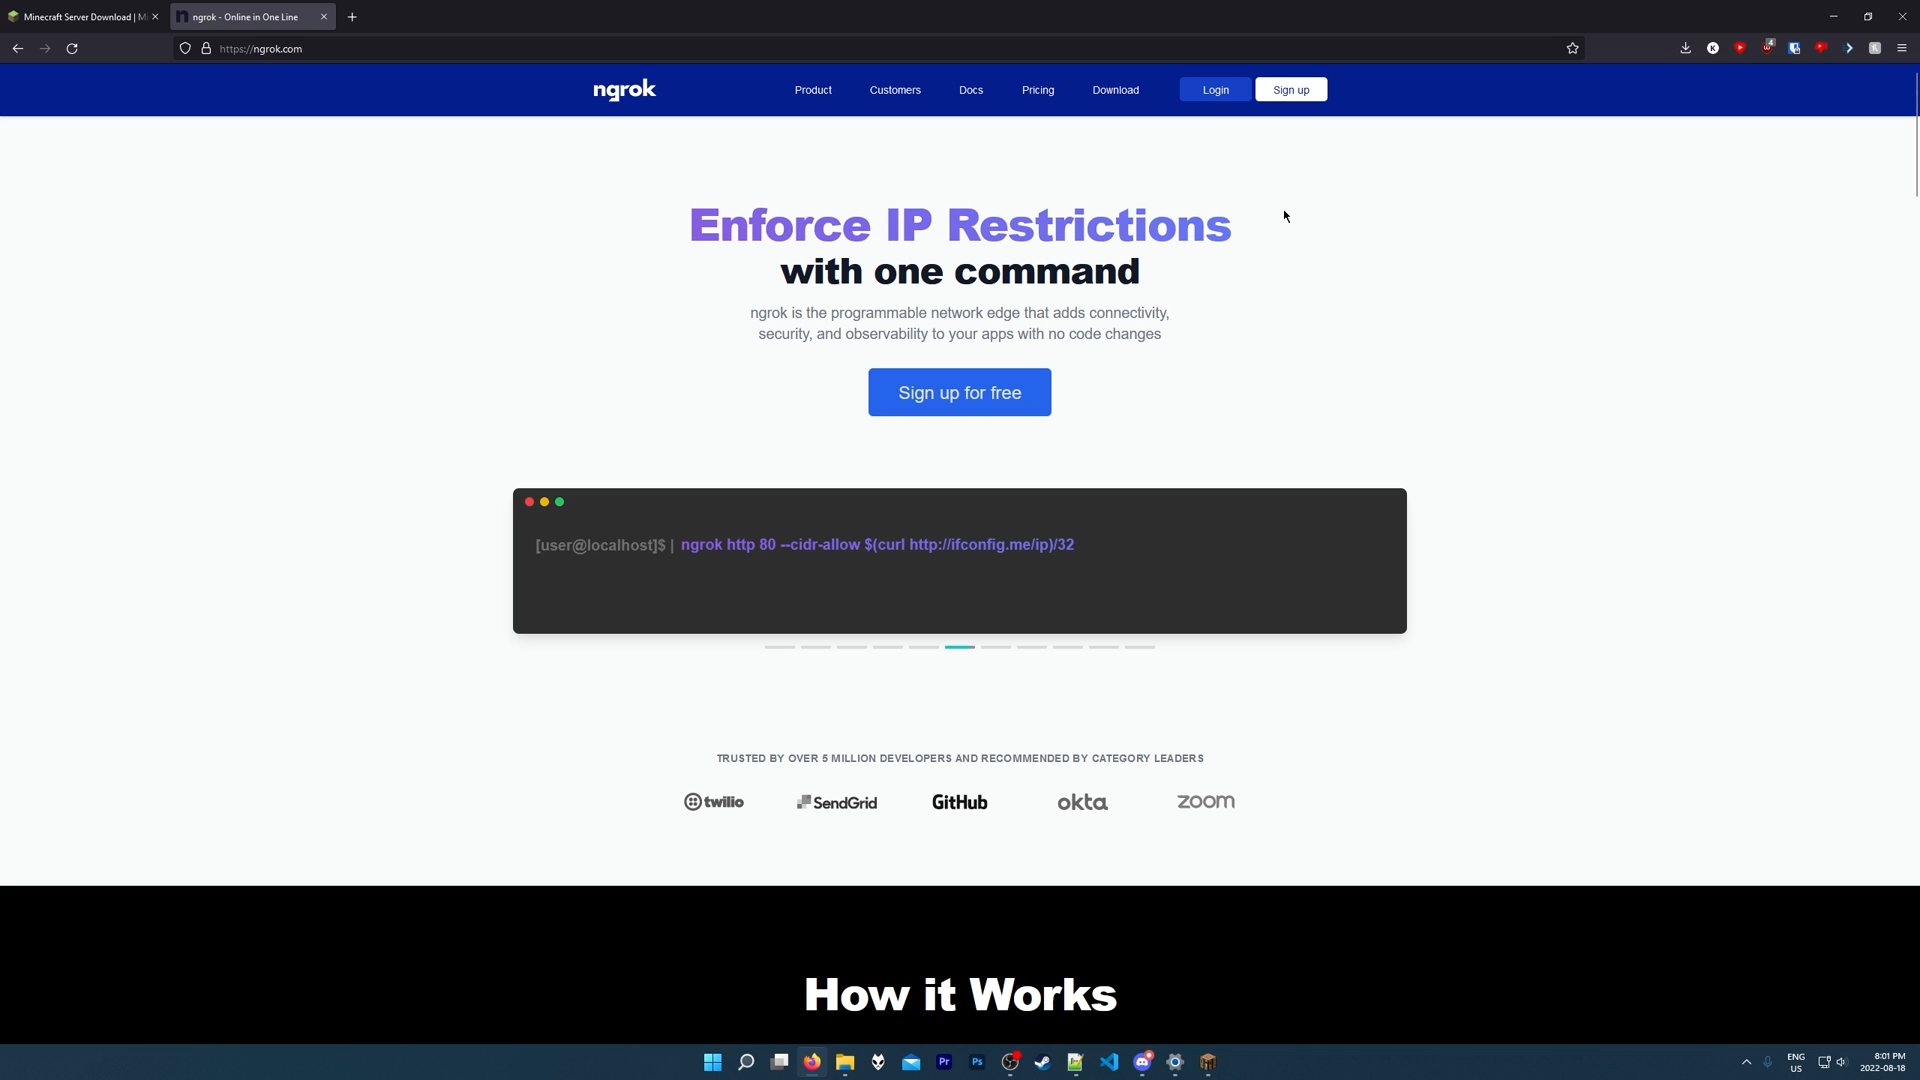 Minecraft Server Download | Mi
ngrok - Online in One Line
https://ngrok.com
4
ngrok
Product
Customers
Docs
Pricing
Download
Login
Sign up
Enforce IP Restrictions
with one command
ngrok is the programmable network edge that adds connectivity,
security, and observability to your apps with no code changes
Sign up for free
[user@localhost]$ | ngrok http 80 --cidr-allow $(curl http://ifconfig.me/ip)/32
TRUSTED BY OVER 5 MILLION DEVELOPERS AND RECOMMENDED BY CATEGORY LEADERS
twilio
SendGrid
GitHub
okta
zoom
How it Works
Pr
Ps
ENG
US
8:01 PM
2022-08-18